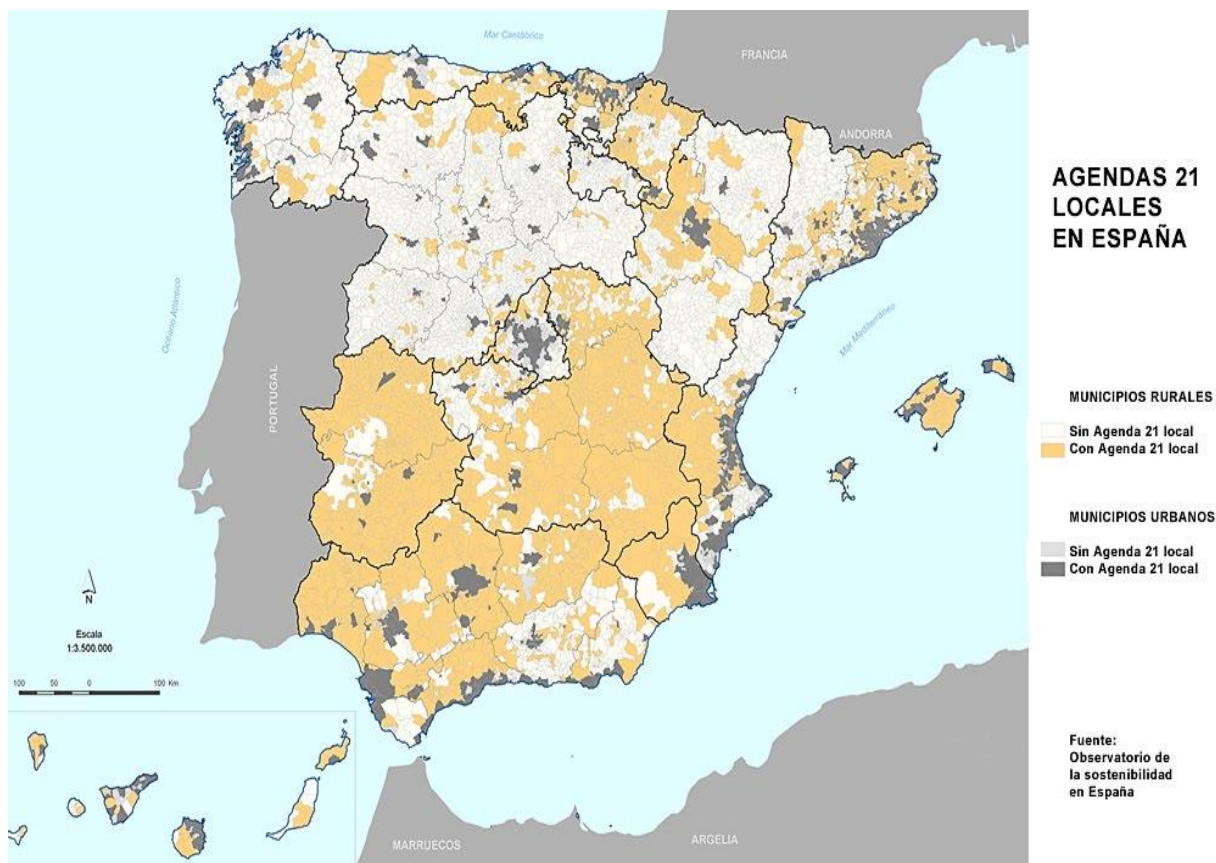 Mar Cantábrico
FRANCIA
ANDORRA
AGENDAS 21
LOCALES
EN ESPAÑA
Océano Atlántico
Mar Mediterráneo
PORTUGAL
MUNICIPIOS RURALES
Sin Agenda 21 local
Con Agenda 21 local
MUNICIPIOS URBANOS
Sin Agenda 21 local
Con Agenda 21 local
N
Escala
1:3.500.000
100 50 0 100 Km
Fuente:
Observatorio de
la sostenibilidad
en España
MARRUECOS
ARGELIA